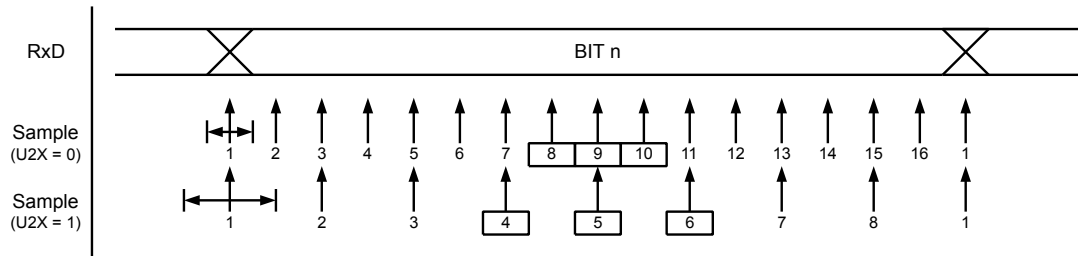 RxD
BIT n
Sample
(U2X = 0)
1 2 3 4 5 6 7 8 9 10 11 12 13 14 15 16 1
Sample
(U2X = 1)
1 2 3 4 5 6 7 8 1